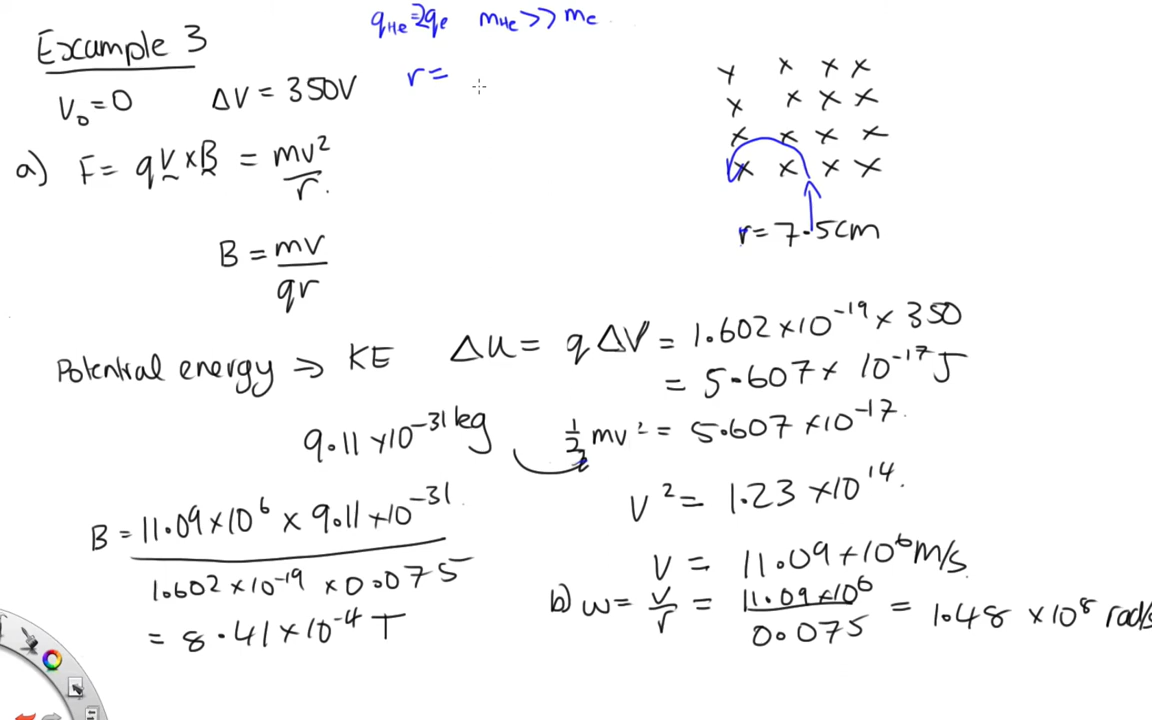 Example 3
q_He = 2q_e   m_He >> m_e
V₀ = 0   ΔV = 350V   r =
x x x x
x x x x
x x x x
x x x x
a) F = qV × B = mv²/r
r = 7.5cm
B = mv/qr
Potential energy ⇒ KE   ΔU = qΔV = 1.602 × 10⁻¹⁹ × 350
= 5.607 × 10⁻¹⁷ J
9.11 × 10⁻³¹ kg   ½mv² = 5.607 × 10⁻¹⁷
V² = 1.23 × 10¹⁴
B = 11.09 × 10⁶ × 9.11 × 10⁻³¹ / 1.602 × 10⁻¹⁹ × 0.075
V = 11.09 + 10⁶ m/s
= 8.41 × 10⁻⁴ T
b) ω = v/r = 11.09 × 10⁶ / 0.075 = 1.48 × 10⁸ rad/s